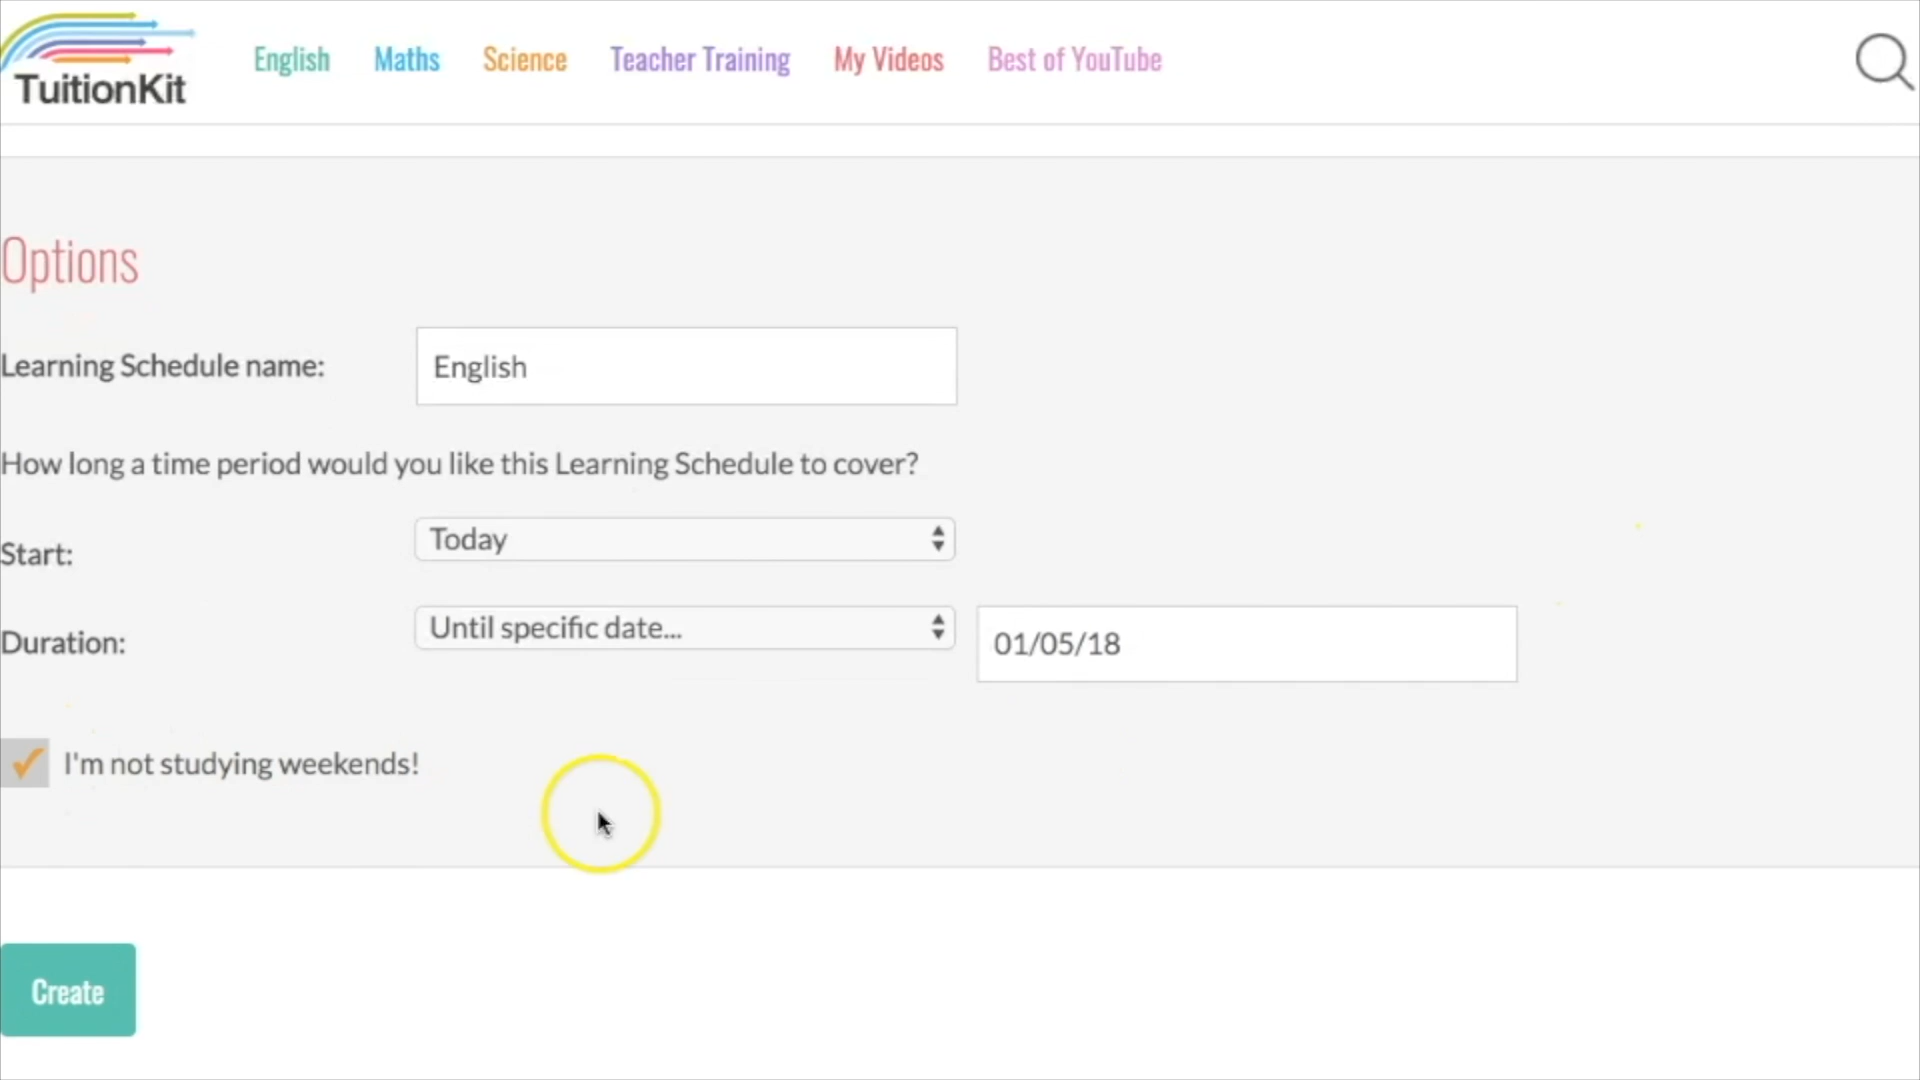 TuitionKit
English Maths Science Teacher Training My Videos Best of YouTube
Options
Learning Schedule name: English
How long a time period would you like this Learning Schedule to cover?
Start: Today
Duration: Until specific date... 01/05/18
I'm not studying weekends!
Create